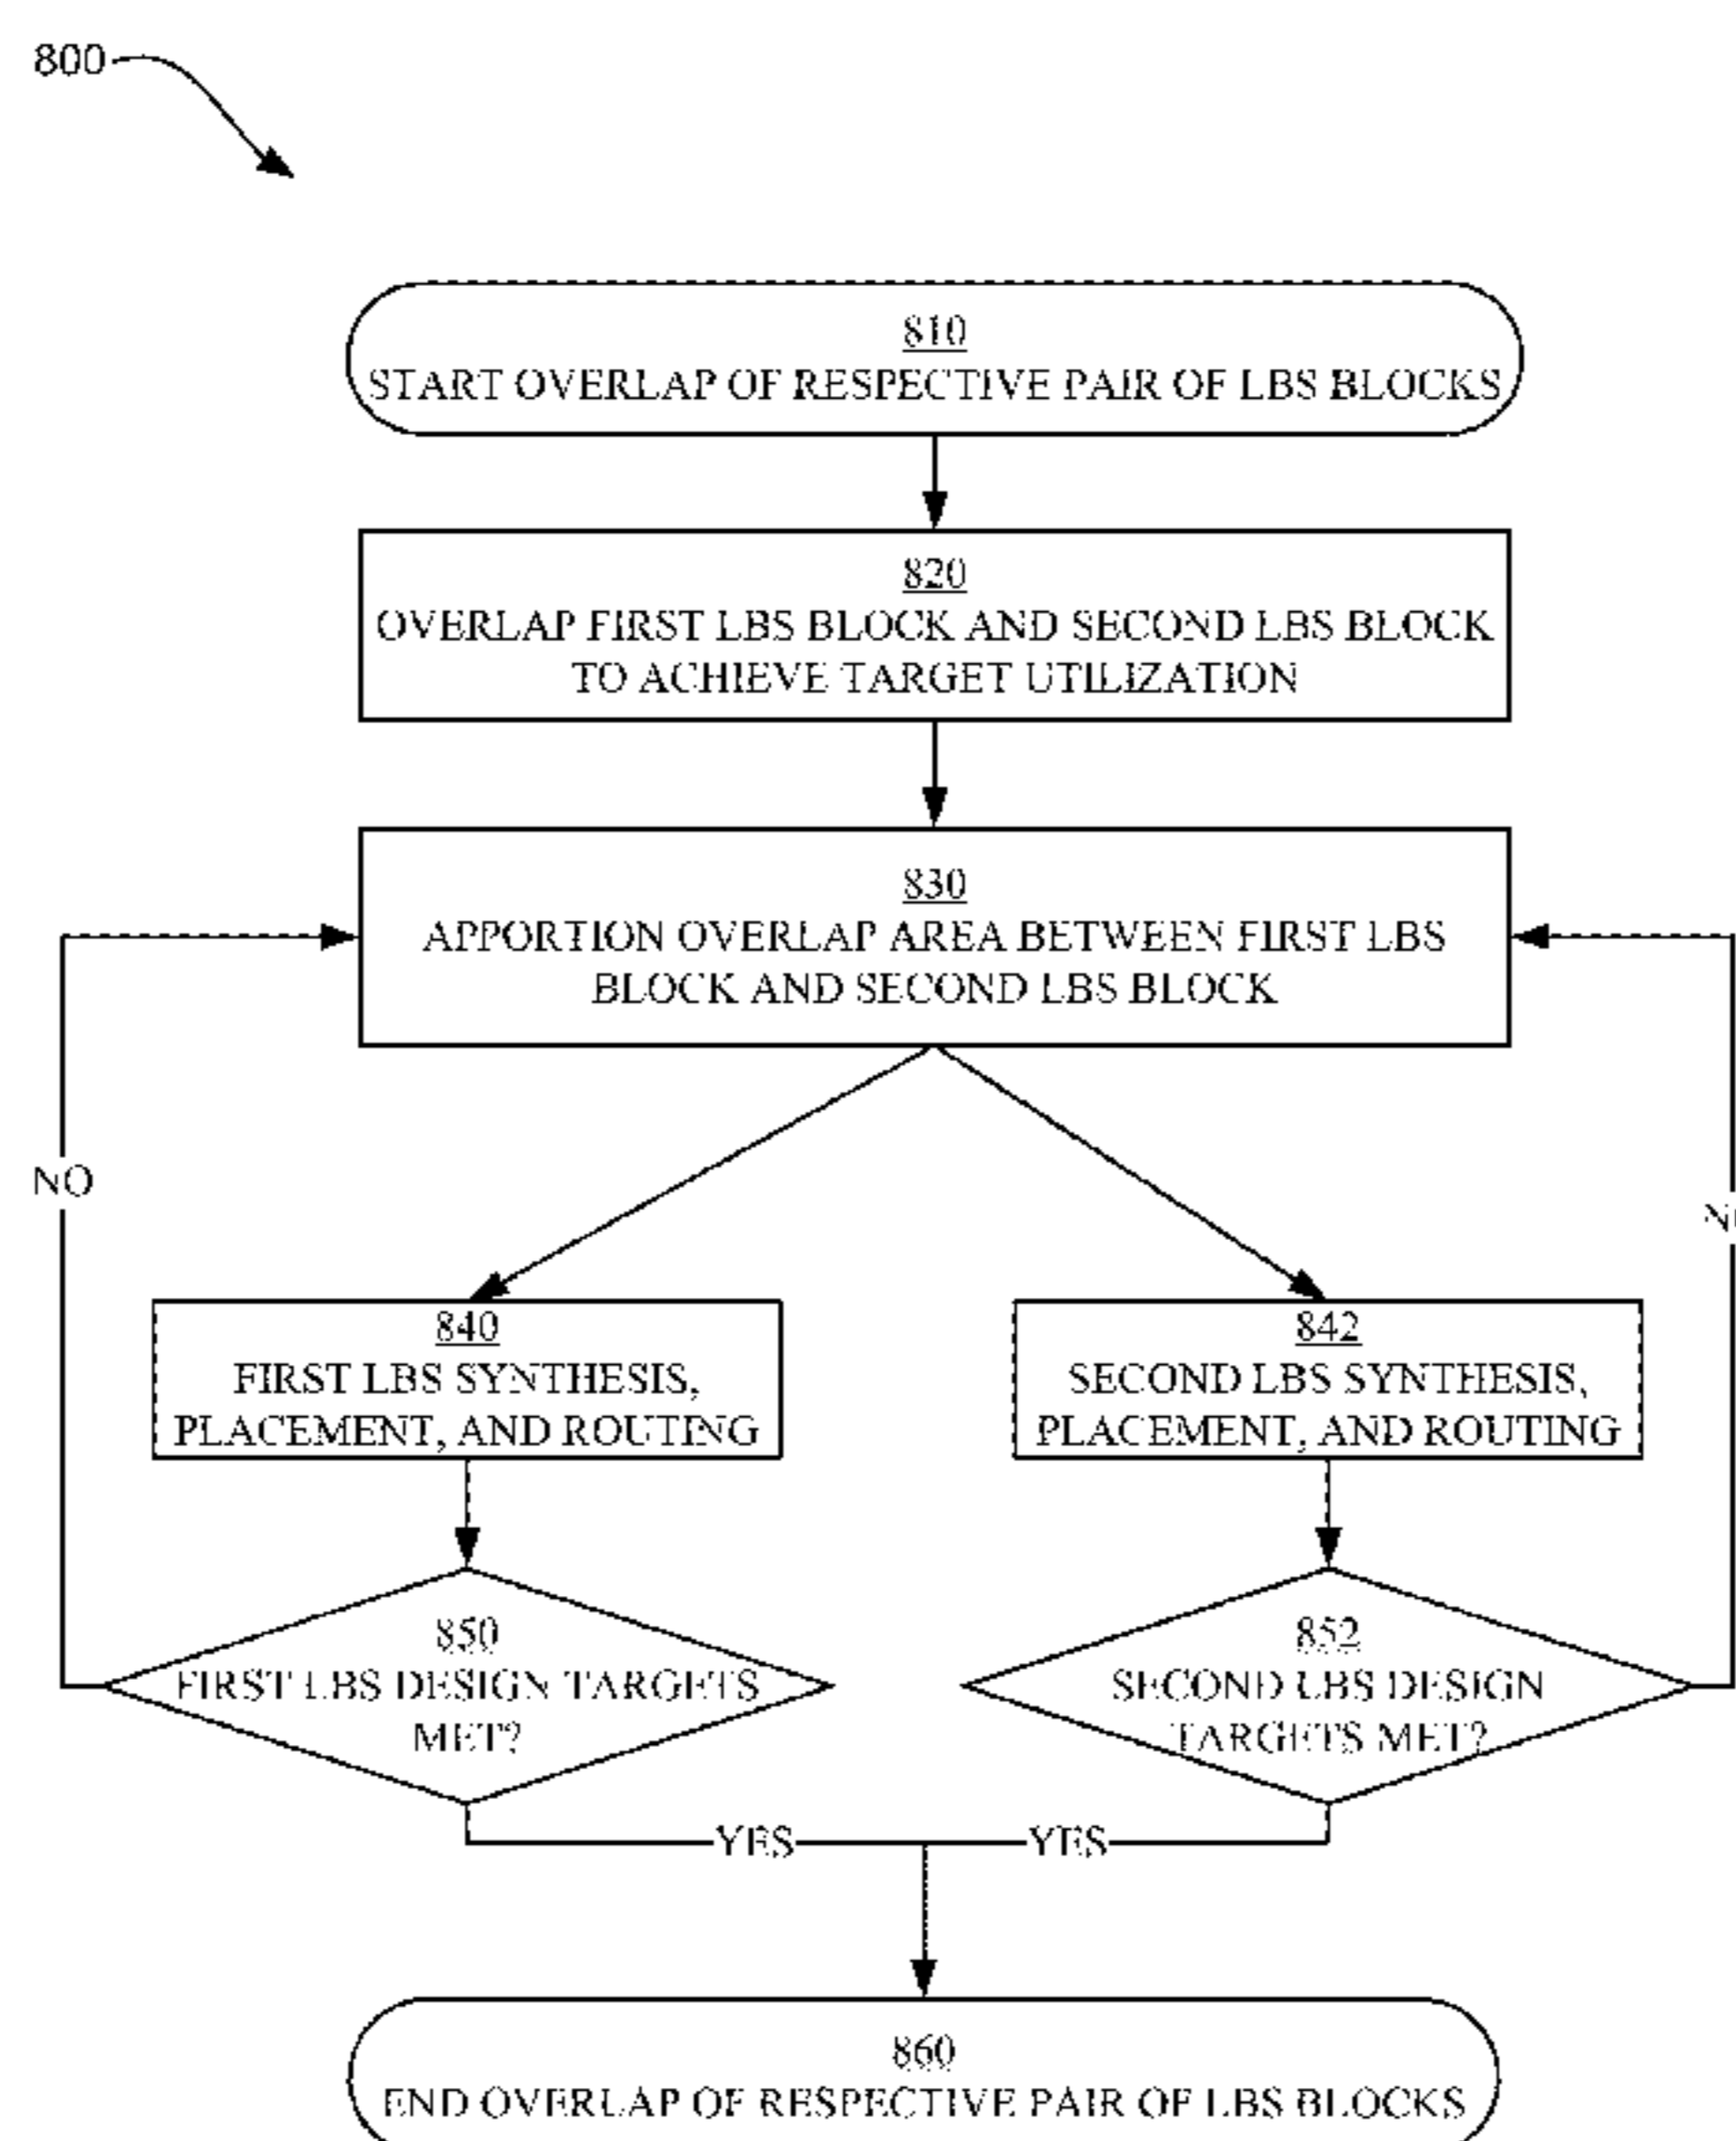 800
810
START OVERLAP OF RESPECTIVE PAIR OF LBS BLOCKS
820
OVERLAP FIRST LBS BLOCK AND SECOND LBS BLOCK
TO ACHIEVE TARGET UTILIZATION
830
APPORTION OVERLAP AREA BETWEEN FIRST LBS
BLOCK AND SECOND LBS BLOCK
NO
840
FIRST LBS SYNTHESIS,
PLACEMENT, AND ROUTING
842
SECOND LBS SYNTHESIS,
PLACEMENT, AND ROUTING
850
FIRST LBS DESIGN TARGETS
MET?
852
SECOND LBS DESIGN
TARGETS MET?
YES
YES
860
END OVERLAP OF RESPECTIVE PAIR OF LBS BLOCKS